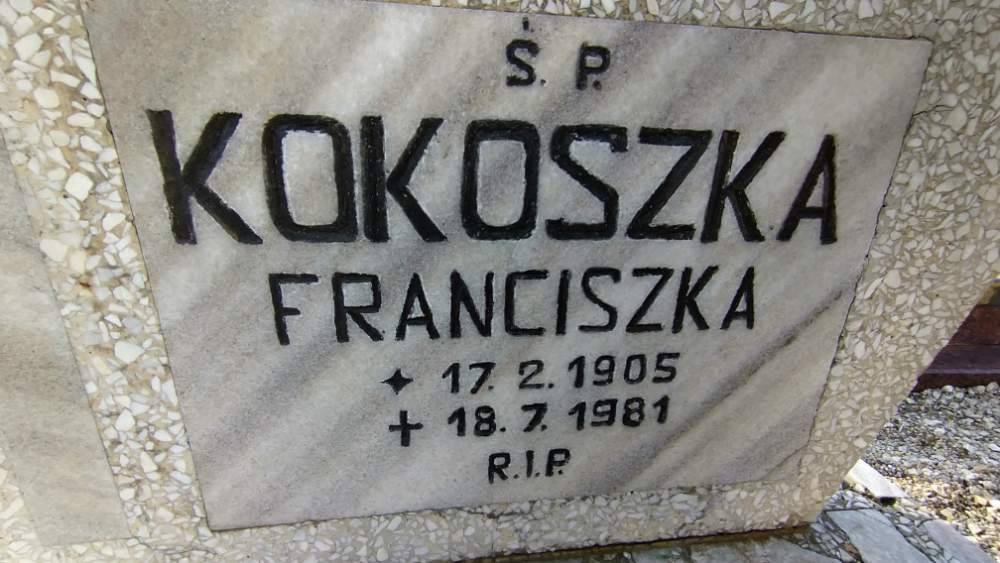 Ś. P.
KOKOSZKA
FRANCISZKA
✦ 17. 2. 1905
✝ 18. 7. 1981
R.I.P.